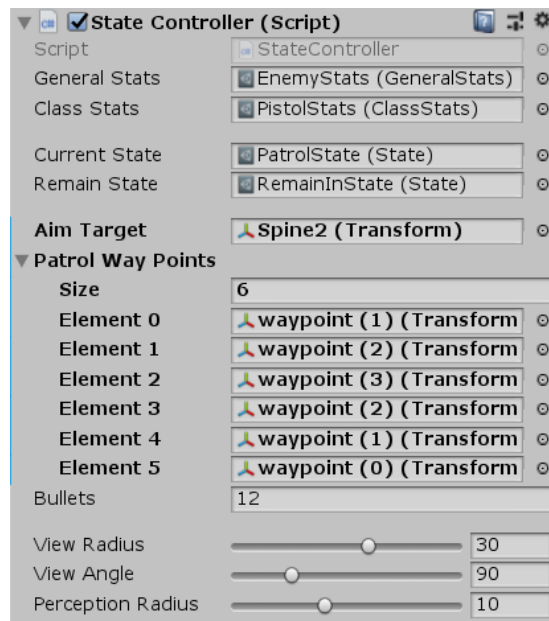 State Controller (Script)
Script StateController
General Stats EnemyStats (GeneralStats)
Class Stats PistolStats (ClassStats)
Current State PatrolState (State)
Remain State RemainInState (State)
Aim Target Spine2 (Transform)
Patrol Way Points
Size 6
Element 0 waypoint (1) (Transform
Element 1 waypoint (2) (Transform
Element 2 waypoint (3) (Transform
Element 3 waypoint (2) (Transform
Element 4 waypoint (1) (Transform
Element 5 waypoint (0) (Transform
Bullets 12
View Radius 30
View Angle 90
Perception Radius 10